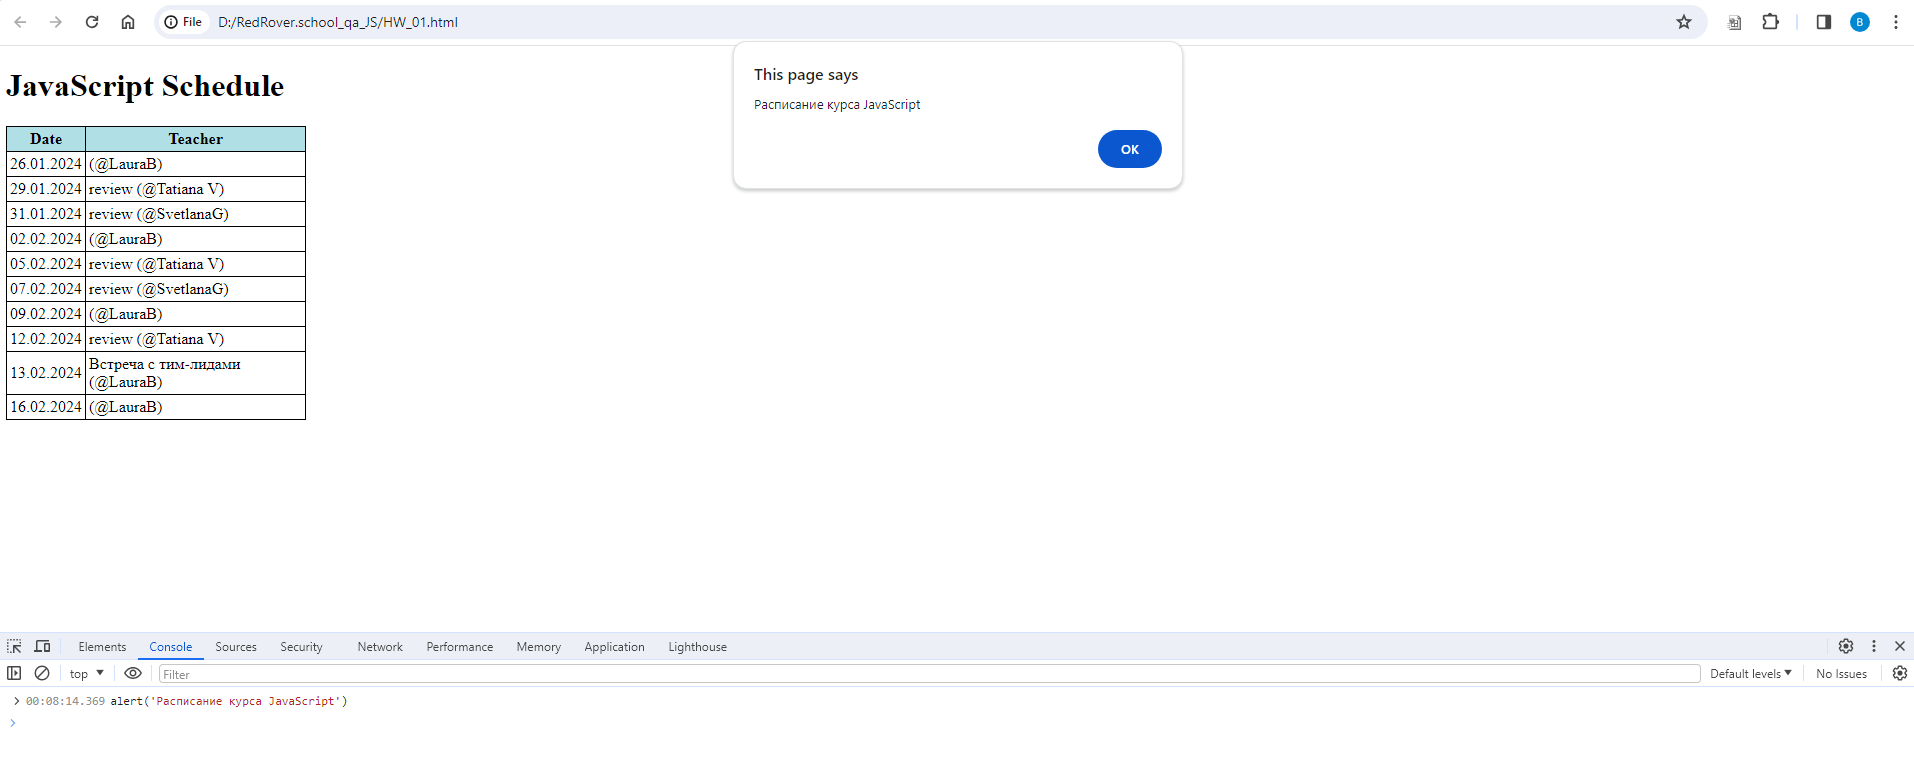 File D:/RedRover.school_qa_JS/HW_01.html
B
This page says
Расписание курса JavaScript
OK
JavaScript Schedule
Date Teacher
26.01.2024 (@LauraB)
29.01.2024 review (@Tatiana V)
31.01.2024 review (@SvetlanaG)
02.02.2024 (@LauraB)
05.02.2024 review (@Tatiana V)
07.02.2024 review (@SvetlanaG)
09.02.2024 (@LauraB)
12.02.2024 review (@Tatiana V)
13.02.2024 Встреча с тим-лидами
(@LauraB)
16.02.2024 (@LauraB)
Elements Console Sources Security Network Performance Memory Application Lighthouse
top Filter Default levels No Issues
00:08:14.369 alert('Расписание курса JavaScript')